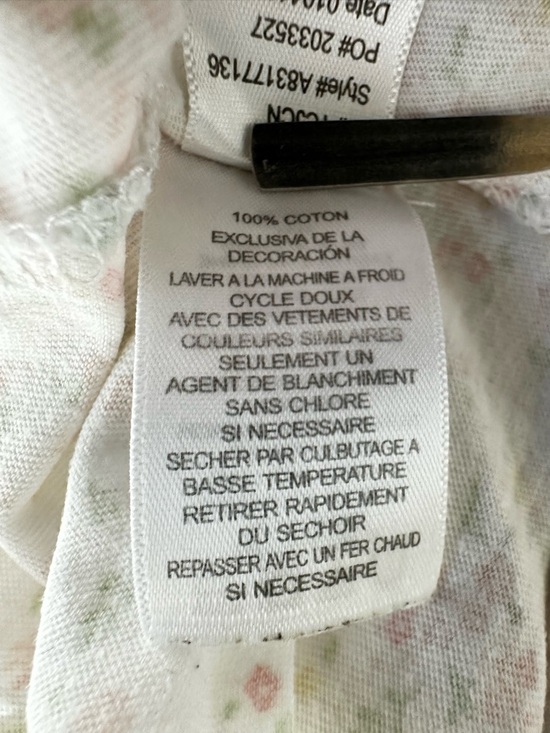 Date
PO# 2033527
Style# A83177136
100% COTON
EXCLUSIVA DE LA
DECORACIÓN
LAVER A LA MACHINE A FROID
CYCLE DOUX
AVEC DES VETEMENTS DE
COULEURS SIMILAIRES
SEULEMENT UN
AGENT DE BLANCHIMENT
SANS CHLORE
SI NECESSAIRE
SECHER PAR CULBUTAGE A
BASSE TEMPERATURE
RETIRER RAPIDEMENT
DU SECHOIR
REPASSER AVEC UN FER CHAUD
SI NECESSAIRE